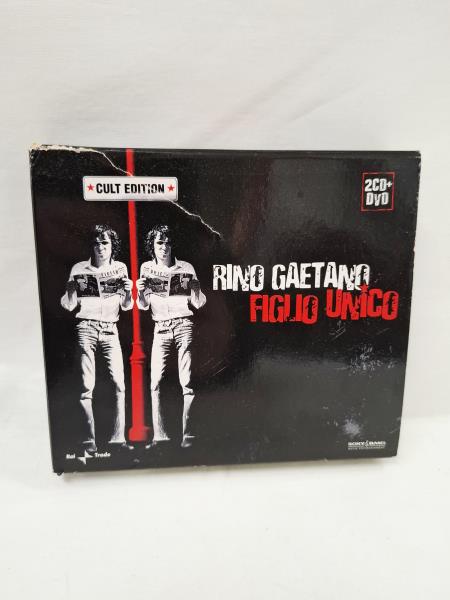 ★ CULT EDITION ★
2CD+
DVD
RINO GAETANO
FIGLIO UNICO
Rai Trade
SONY BMG